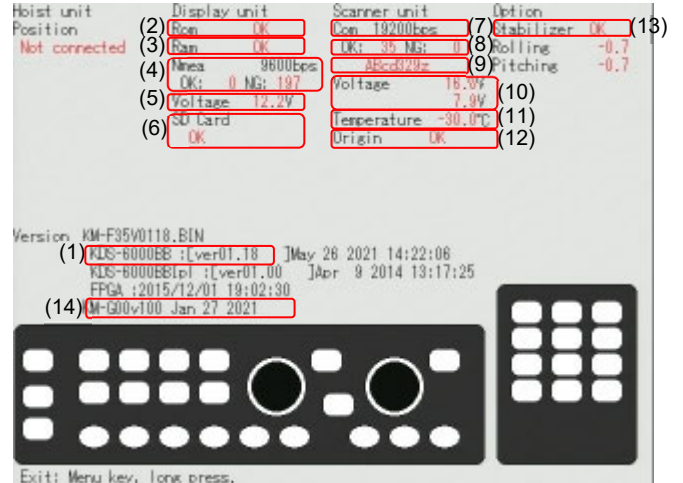 Hoist unit Display unit Scanner unit Option
Position (2) Rom OK Com 19200bps (7) Stabilizer OK (13)
Not connected (3) Ram OK OK: 35 NG: 0 (8) Rolling -0.7
(4) Nmea 9600bps ABcd329z (9) Pitching -0.7
OK: 0 NG: 197 Voltage 16.0V (10)
(5) Voltage 12.2V 7.9V
(6) SD Card Temperature -30.0℃ (11)
OK Origin OK (12)
Version KM-F35V0118.BIN
(1) KDS-6000BB :[ver01.18 ]May 26 2021 14:22:06
KDS-6000BBIpl :[ver01.00 ]Apr 9 2014 13:17:25
FPGA :2015/12/01 19:02:30
(14) KM-G00v100 Jan 27 2021
Exit: Menu key, long press.